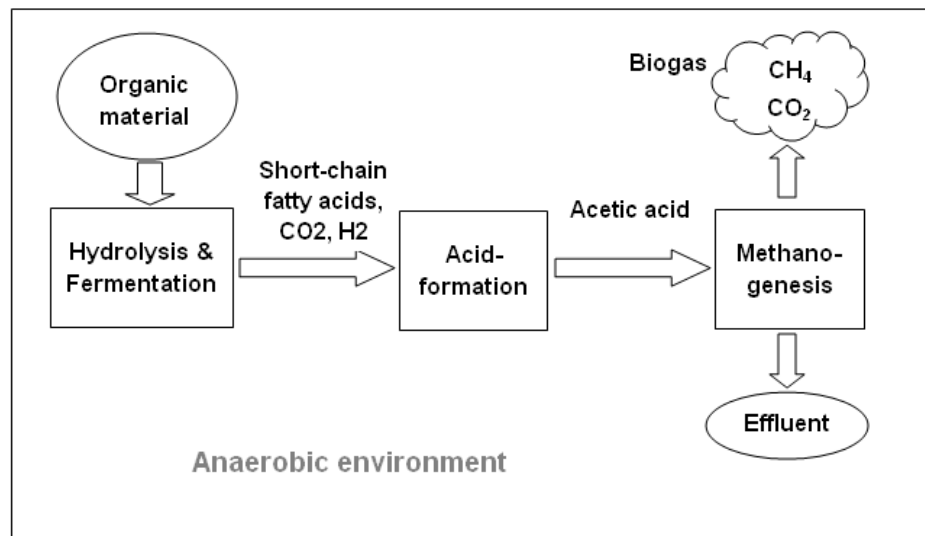 Organic
material
Hydrolysis &
Fermentation
Short-chain
fatty acids,
CO2, H2
Acid-
formation
Acetic acid
Methano-
genesis
Biogas
CH₄
CO₂
Effluent
Anaerobic environment